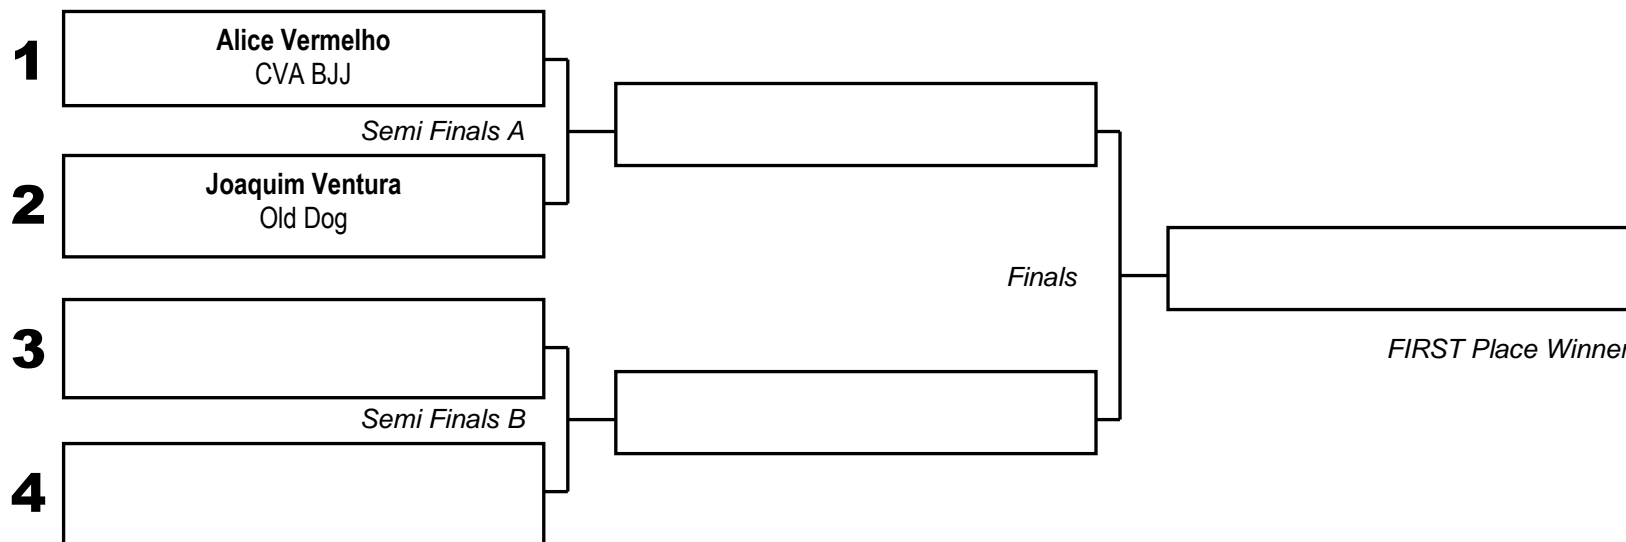 1
Alice Vermelho
CVA BJJ
Semi Finals A
2
Joaquim Ventura
Old Dog
Finals
3
FIRST Place Winner
Semi Finals B
4